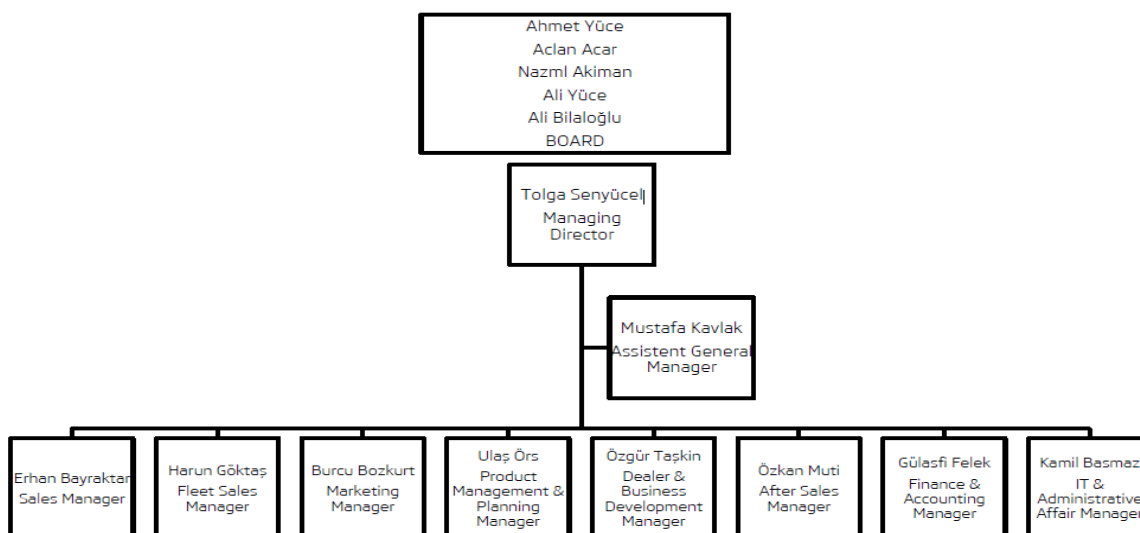 Ahmet Yüce
Aclan Acar
Nazml Akiman
Ali Yüce
Ali Bilaloğlu
BOARD
Tolga Senyücel
Managing
Director
Mustafa Kavlak
Assistent General
Manager
Erhan Bayraktar
Sales Manager
Harun Göktaş
Fleet Sales
Manager
Burcu Bozkurt
Marketing
Manager
Ulaş Örs
Product
Management &
Planning
Manager
Özgür Taşkin
Dealer &
Business
Development
Manager
Özkan Muti
After Sales
Manager
Gülasfi Felek
Finance &
Accounting
Manager
Kamil Basmaz
IT &
Administrative
Affair Manager